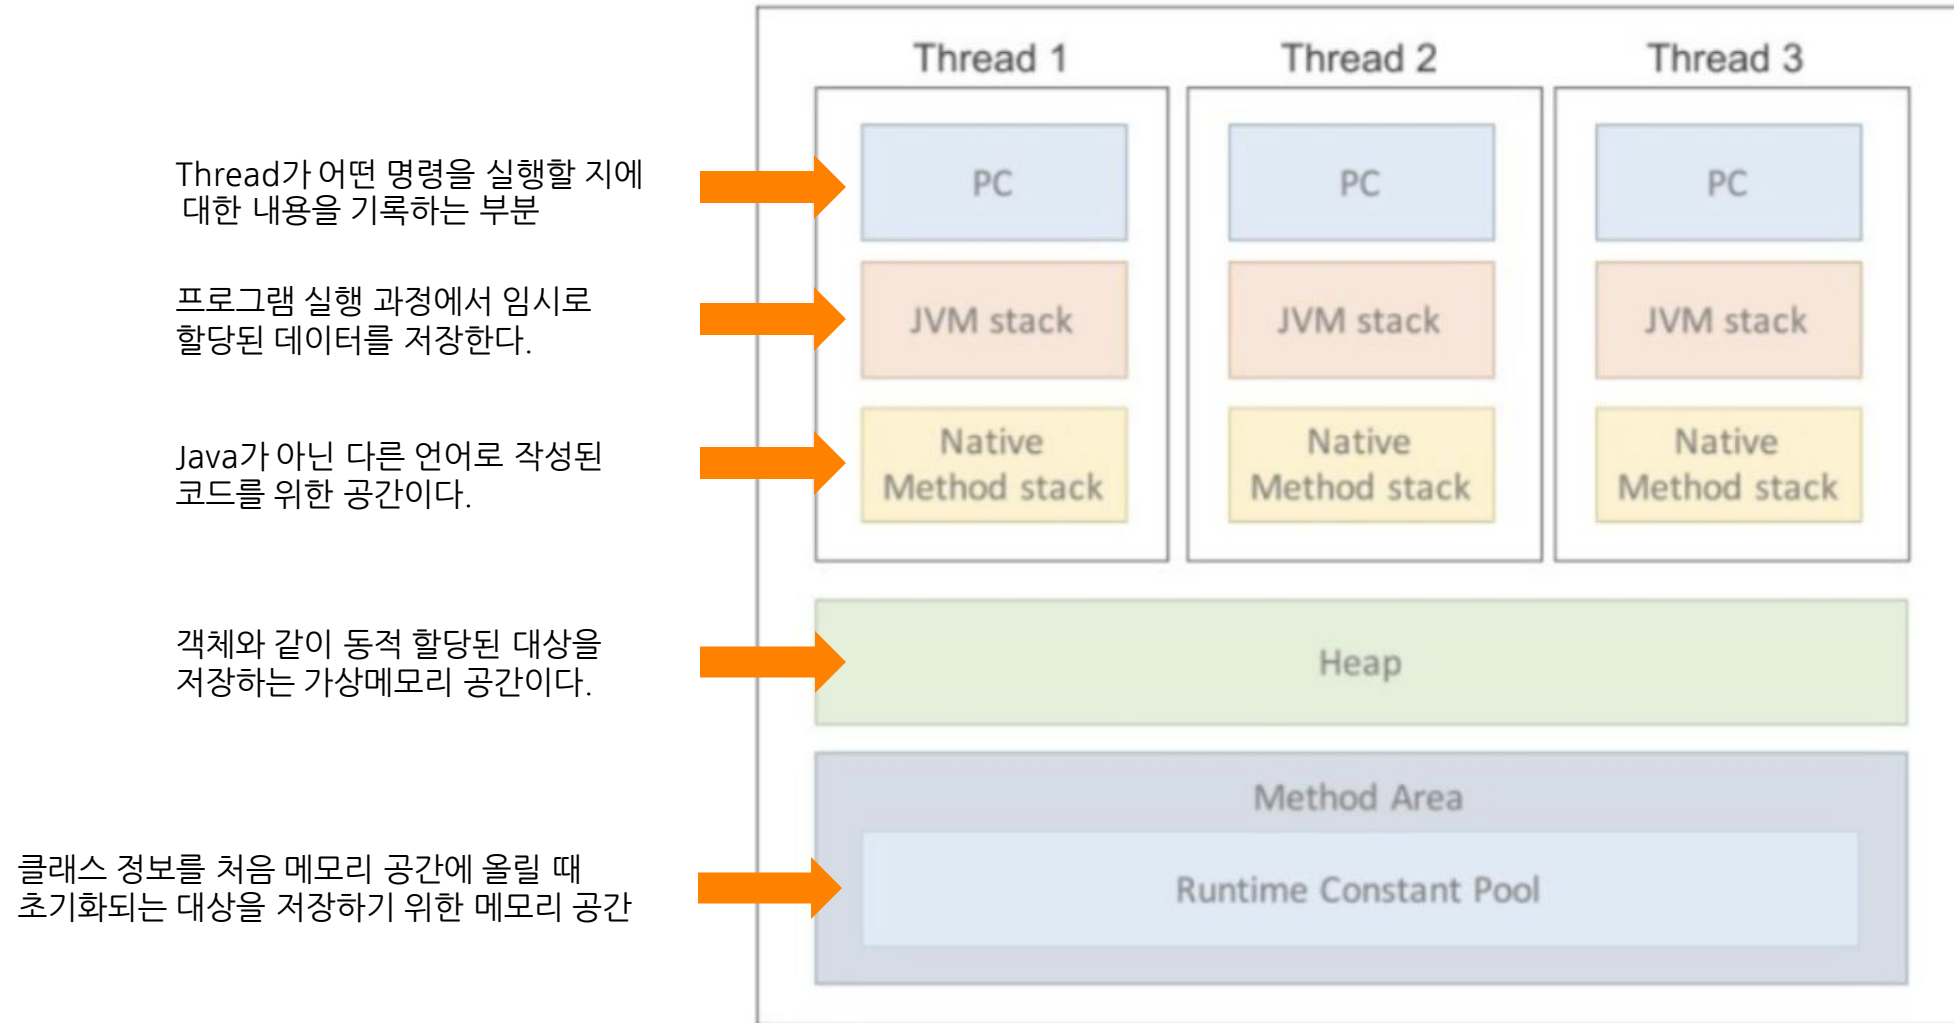 Thread 1
Thread 2
Thread 3
Thread가 어떤 명령을 실행할 지에
대한 내용을 기록하는 부분
PC
PC
PC
프로그램 실행 과정에서 임시로
할당된 데이터를 저장한다.
JVM stack
JVM stack
JVM stack
Java가 아닌 다른 언어로 작성된
코드를 위한 공간이다.
Native
Method stack
Native
Method stack
Native
Method stack
객체와 같이 동적 할당된 대상을
저장하는 가상메모리 공간이다.
Heap
Method Area
클래스 정보를 처음 메모리 공간에 올릴 때
초기화되는 대상을 저장하기 위한 메모리 공간
Runtime Constant Pool